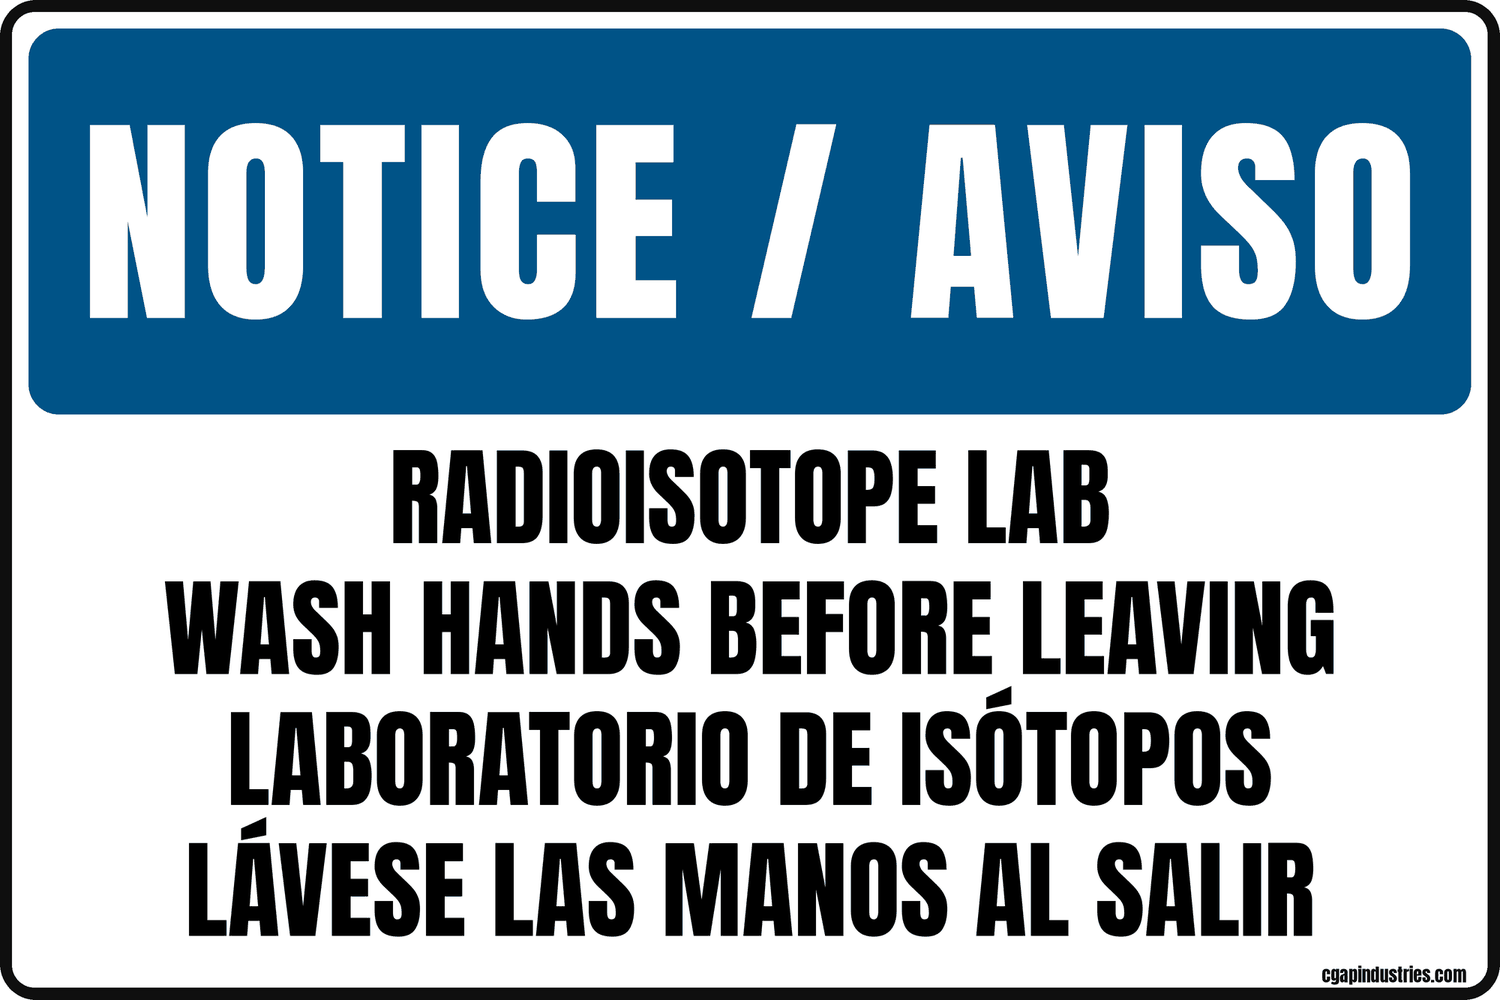 NOTICE / AVISO
RADIOISOTOPE LAB
WASH HANDS BEFORE LEAVING
LABORATORIO DE ISÓTOPOS
LÁVESE LAS MANOS AL SALIR
cgapindustries.com